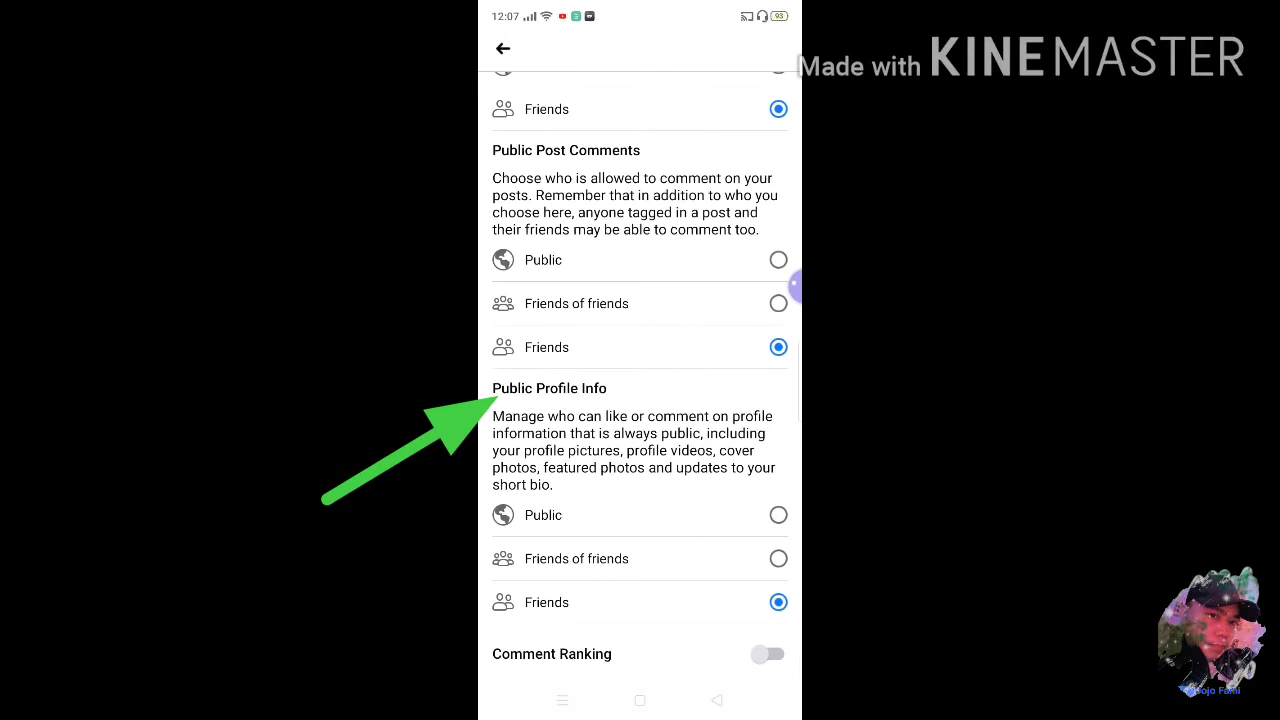 12:07
93
Made with KINEMASTER
Friends
Public Post Comments
Choose who is allowed to comment on your
posts. Remember that in addition to who you
choose here, anyone tagged in a post and
their friends may be able to comment too.
Public
Friends of friends
Friends
Public Profile Info
Manage who can like or comment on profile
information that is always public, including
your profile pictures, profile videos, cover
photos, featured photos and updates to your
short bio.
Public
Friends of friends
Friends
Comment Ranking
Fami